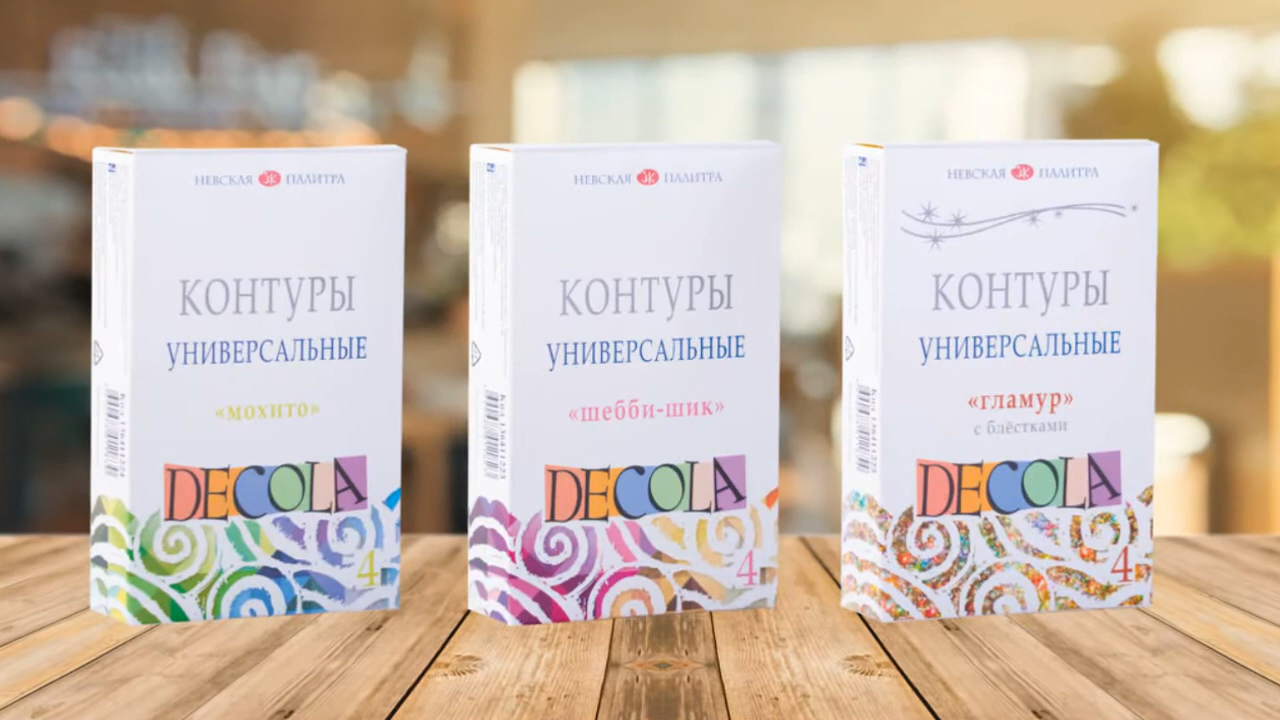 НЕВСКАЯ ПАЛИТРА
КОНТУРЫ
УНИВЕРСАЛЬНЫЕ
«мохито»
DECOLA
4
НЕВСКАЯ ПАЛИТРА
КОНТУРЫ
УНИВЕРСАЛЬНЫЕ
«шебби-шик»
DECOLA
4
НЕВСКАЯ ПАЛИТРА
КОНТУРЫ
УНИВЕРСАЛЬНЫЕ
«гламур»
с блёстками
DECOLA
4